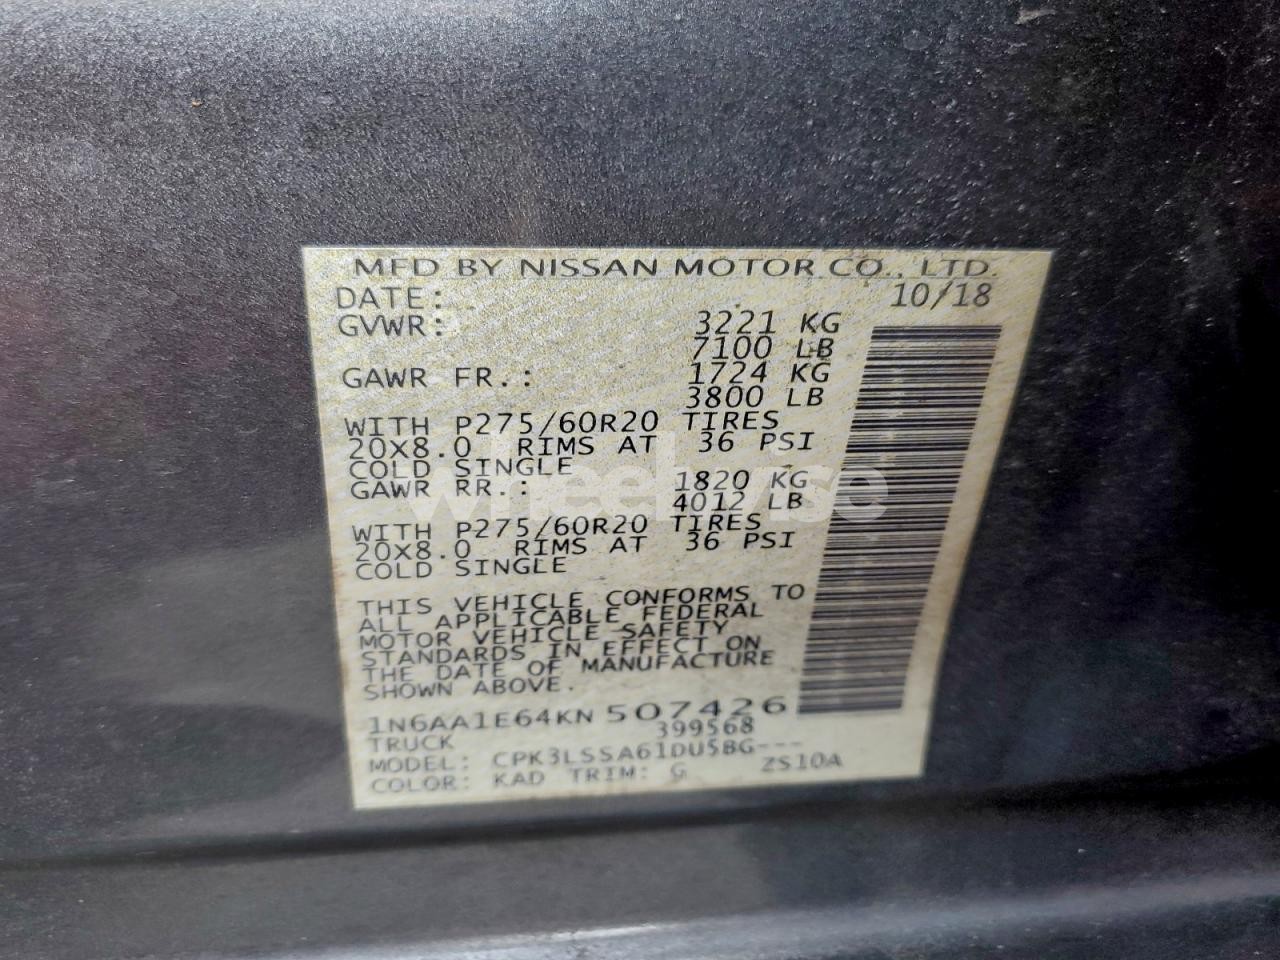 MFD BY NISSAN MOTOR CO., LTD.
DATE: 10/18
GVWR: 3221 KG
7100 LB
GAWR FR.: 1724 KG
3800 LB
WITH P275/60R20 TIRES
20X8.0 RIMS AT 36 PSI
COLD SINGLE
GAWR RR.: 1820 KG
4012 LB
WITH P275/60R20 TIRES
20X8.0 RIMS AT 36 PSI
COLD SINGLE
THIS VEHICLE CONFORMS TO
ALL APPLICABLE FEDERAL
MOTOR VEHICLE SAFETY
STANDARDS IN EFFECT ON
THE DATE OF MANUFACTURE
SHOWN ABOVE.
1N6AA1E64KN507426
TRUCK 399568
MODEL: CPK3LSSA61DU5BG---
COLOR: KAD TRIM: G ZS10A